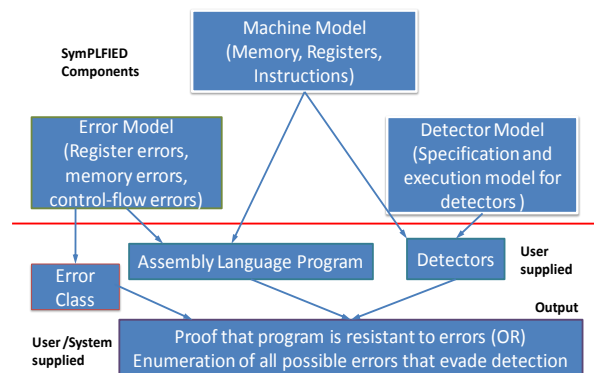 SymPLFIED
Components
Machine Model
(Memory, Registers,
Instructions)
Error Model
(Register errors,
memory errors,
control-flow errors)
Detector Model
(Specification and
execution model for
detectors )
Error
Class
Assembly Language Program
Detectors
User
supplied
Output
User /System
supplied
Proof that program is resistant to errors (OR)
Enumeration of all possible errors that evade detection